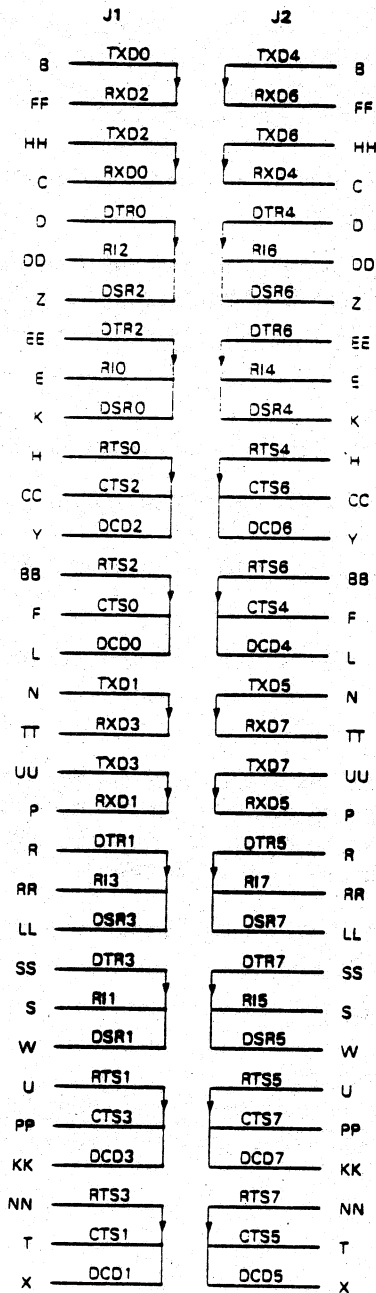 J1 J2
B TXD0 TXD4 B
FF RXD2 RXD6 FF
HH TXD2 TXD6 HH
C RXD0 RXD4 C
D DTR0 DTR4 D
DD RI2 RI6 DD
Z DSR2 DSR6 Z
EE DTR2 DTR6 EE
E RI0 RI4 E
K DSR0 DSR4 K
H RTS0 RTS4 H
CC CTS2 CTS6 CC
Y DCD2 DCD6 Y
BB RTS2 RTS6 BB
F CTS0 CTS4 F
L DCD0 DCD4 L
N TXD1 TXD5 N
TT RXD3 RXD7 TT
UU TXD3 TXD7 UU
P RXD1 RXD5 P
R DTR1 DTR5 R
RR RI3 RI7 RR
LL DSR3 DSR7 LL
SS DTR3 DTR7 SS
S RI1 RI5 S
W DSR1 DSR5 W
U RTS1 RTS5 U
PP CTS3 CTS7 PP
KK DCD3 DCD7 KK
NN RTS3 RTS7 NN
T CTS1 CTS5 T
X DCD1 DCD5 X